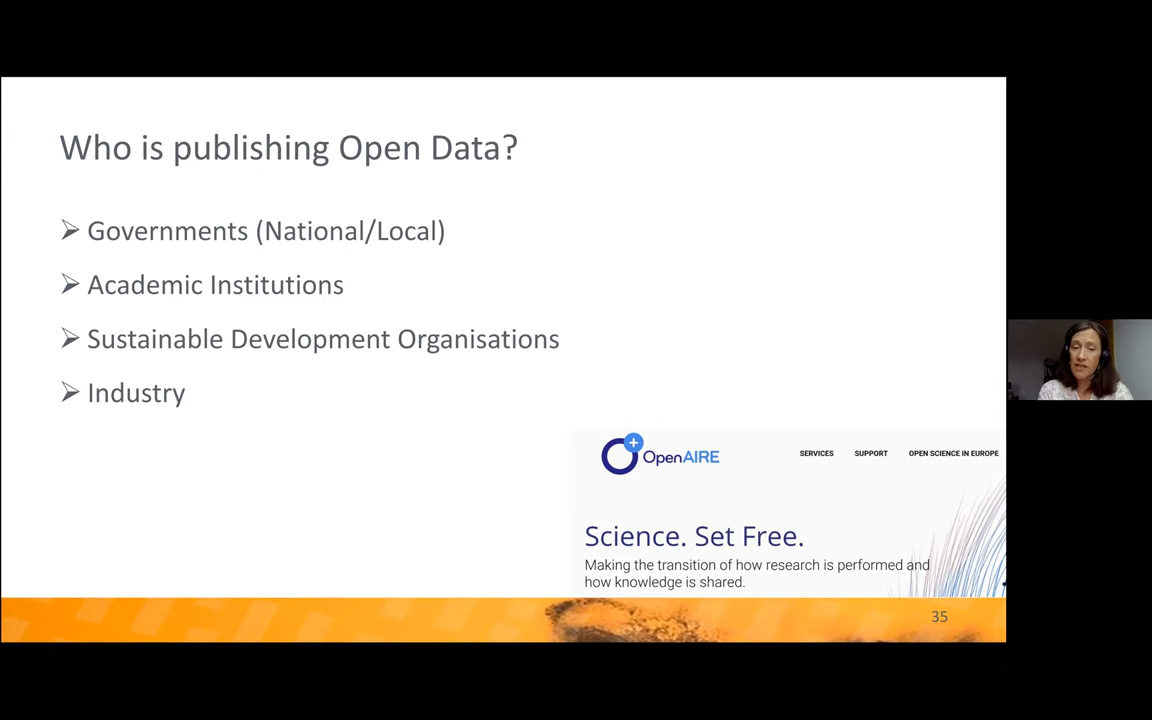 Who is publishing Open Data?
Governments (National/Local)
Academic Institutions
Sustainable Development Organisations
Industry
OpenAIRE
SERVICES SUPPORT OPEN SCIENCE IN EUROPE
Science. Set Free.
Making the transition of how research is performed and
how knowledge is shared.
35